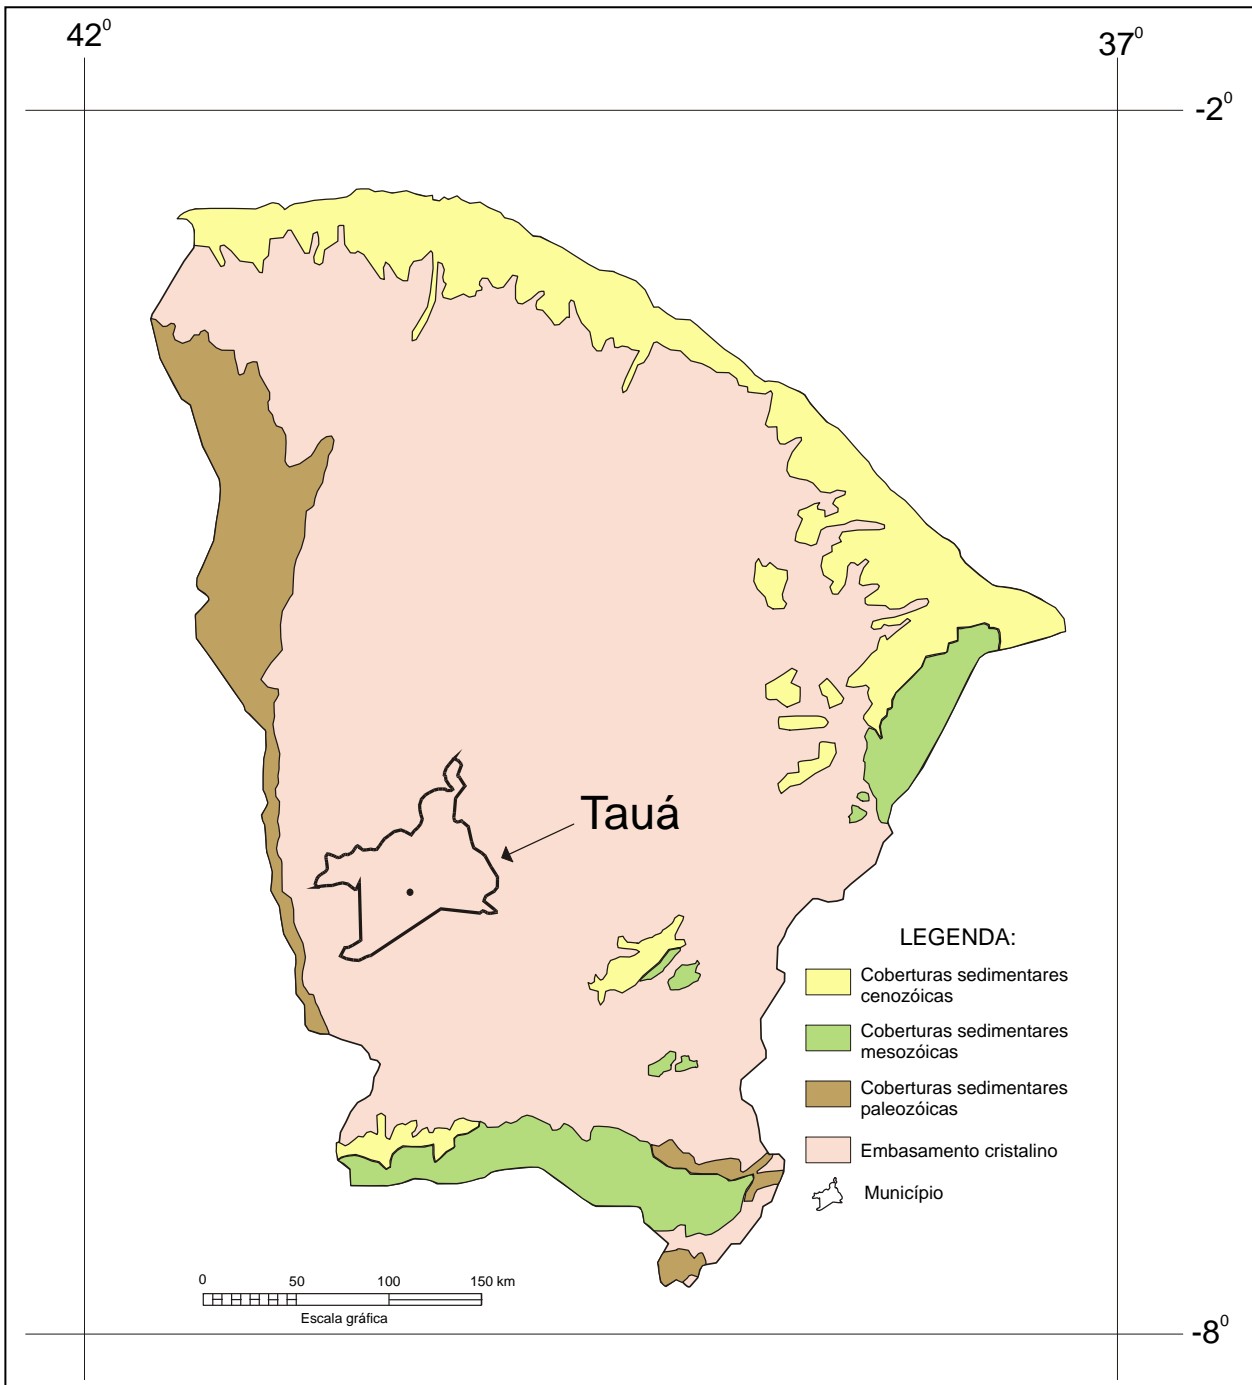 42⁰
37⁰
-2⁰
Tauá
LEGENDA:
Coberturas sedimentares
cenozóicas
Coberturas sedimentares
mesozóicas
Coberturas sedimentares
paleozóicas
Embasamento cristalino
Município
0 50 100 150 km
Escala gráfica
-8⁰